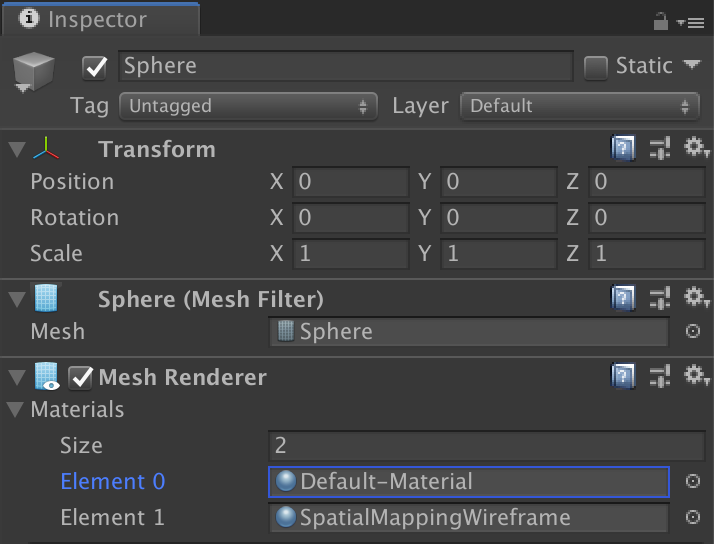 Inspector
Sphere Static
Tag Untagged Layer Default
Transform
Position X 0 Y 0 Z 0
Rotation X 0 Y 0 Z 0
Scale X 1 Y 1 Z 1
Sphere (Mesh Filter)
Mesh Sphere
Mesh Renderer
Materials
Size 2
Element 0 Default-Material
Element 1 SpatialMappingWireframe